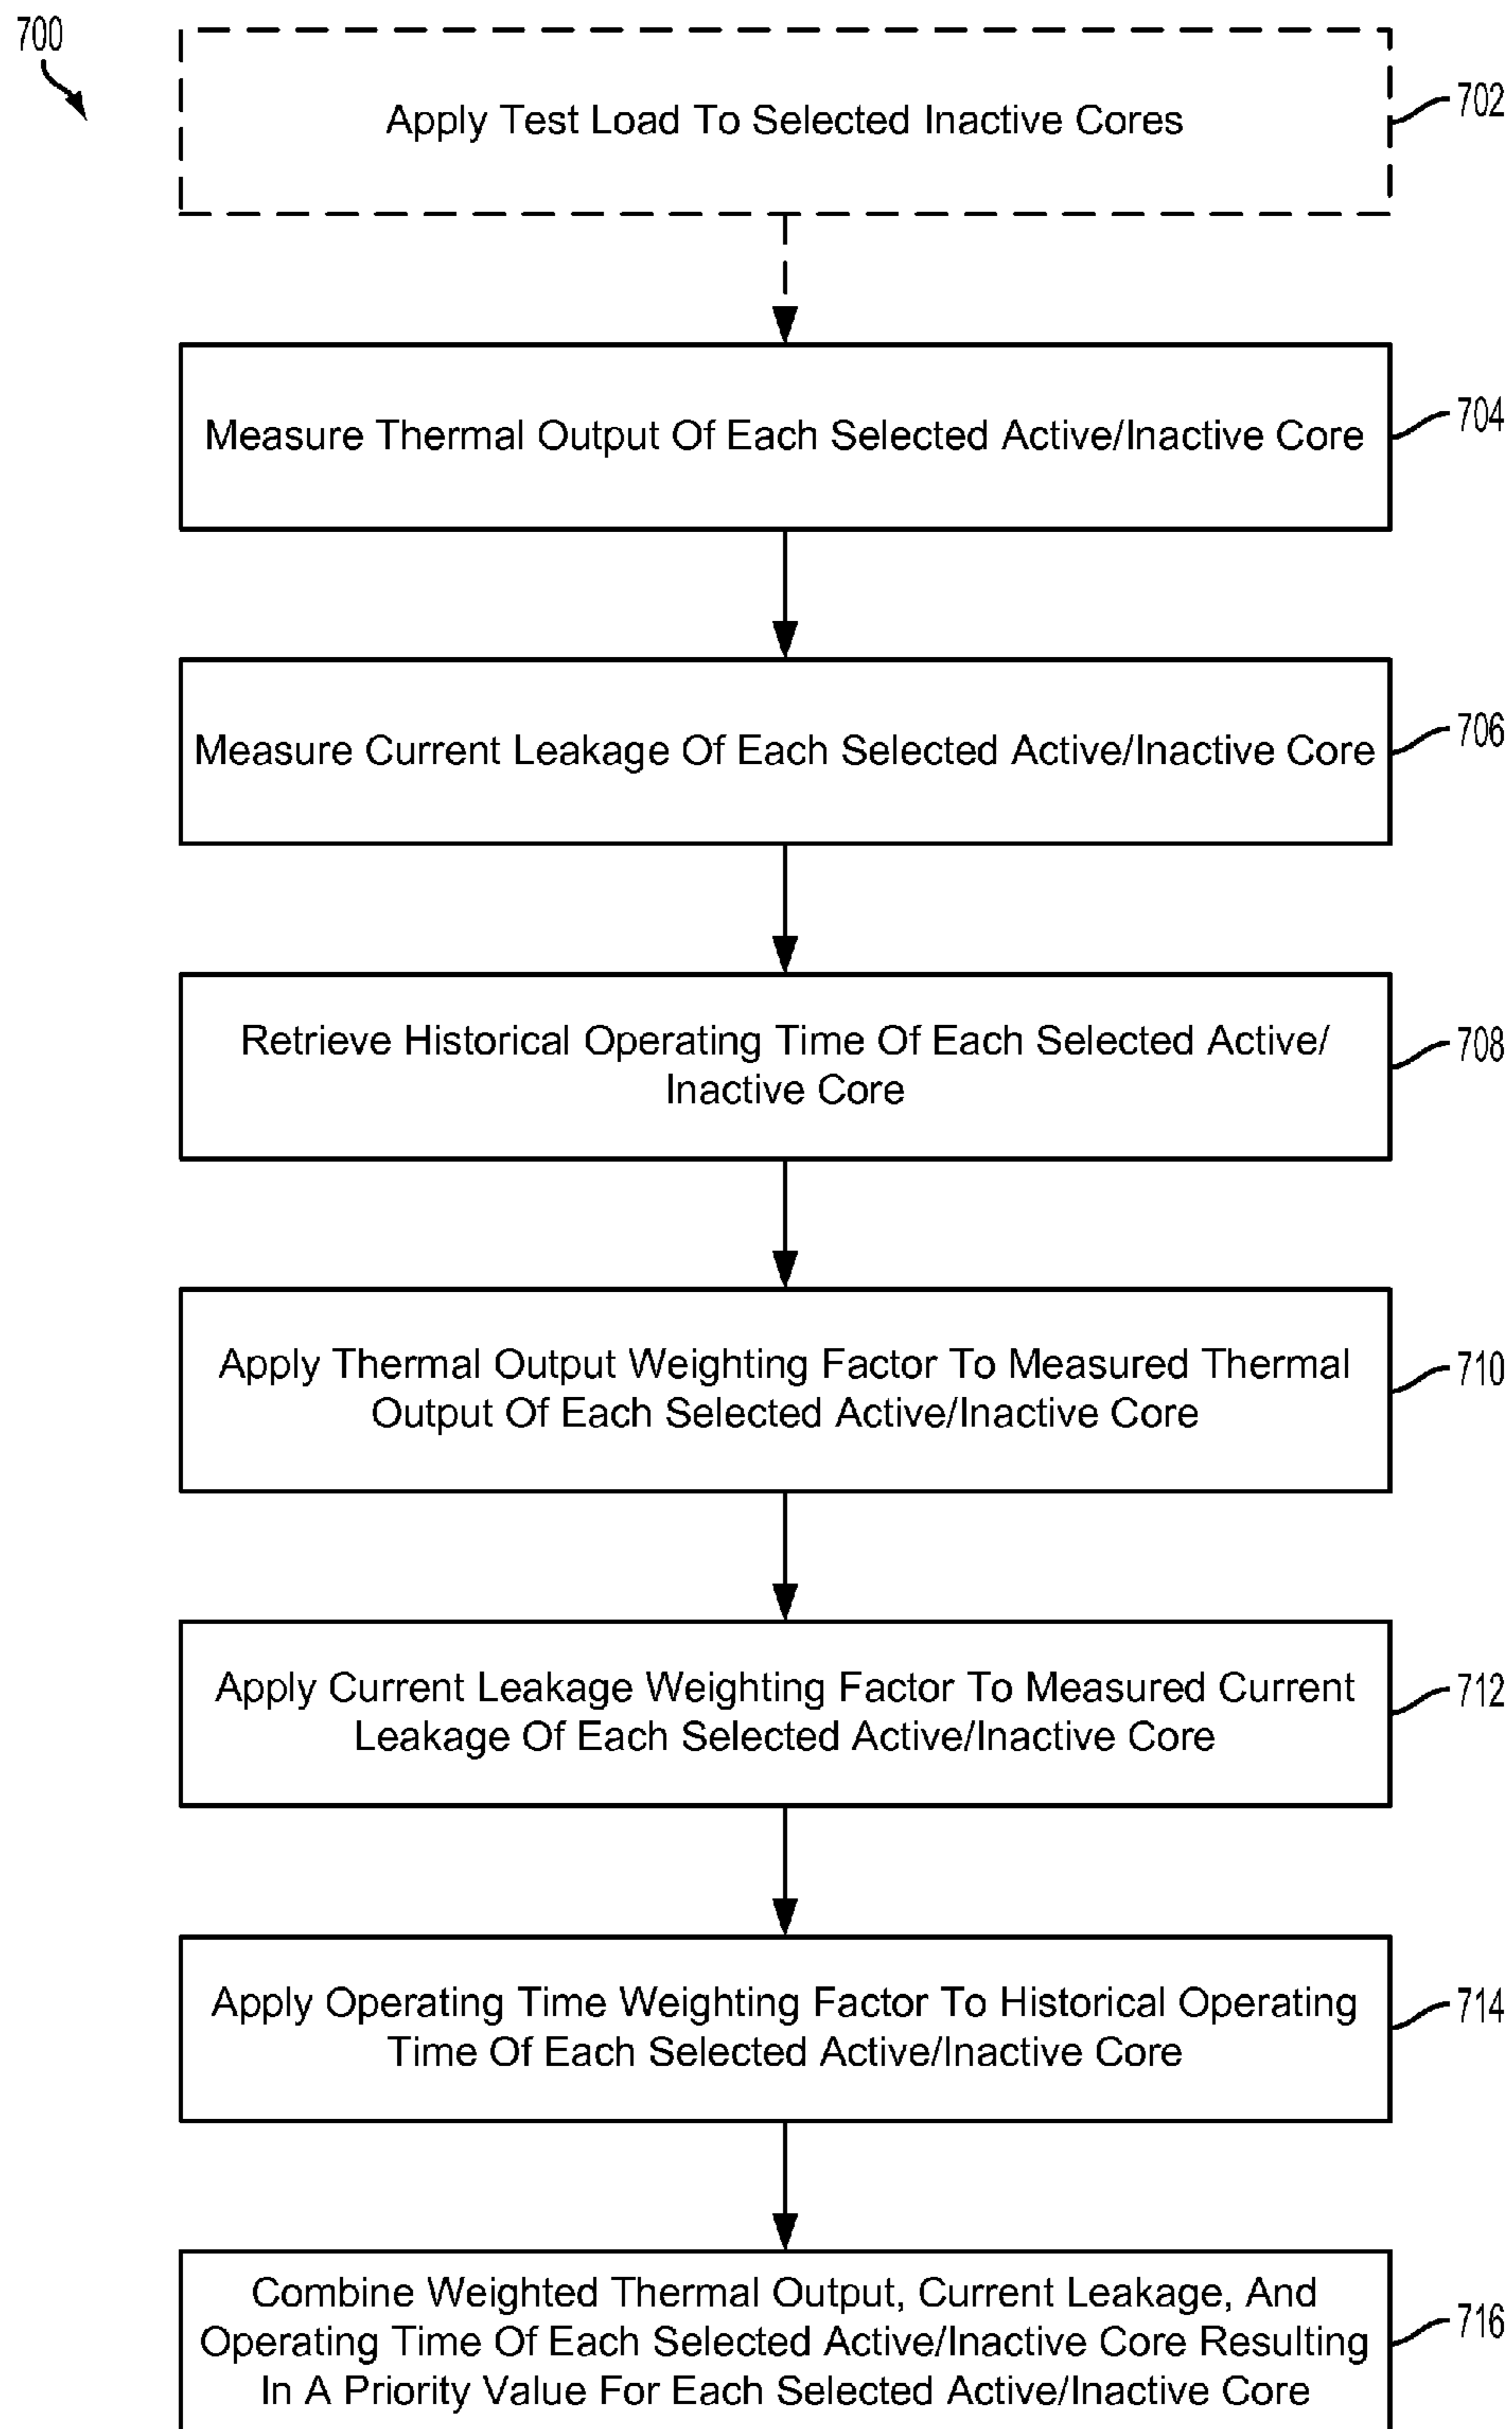 700
Apply Test Load To Selected Inactive Cores
702
Measure Thermal Output Of Each Selected Active/Inactive Core
704
Measure Current Leakage Of Each Selected Active/Inactive Core
706
Retrieve Historical Operating Time Of Each Selected Active/
Inactive Core
708
Apply Thermal Output Weighting Factor To Measured Thermal
Output Of Each Selected Active/Inactive Core
710
Apply Current Leakage Weighting Factor To Measured Current
Leakage Of Each Selected Active/Inactive Core
712
Apply Operating Time Weighting Factor To Historical Operating
Time Of Each Selected Active/Inactive Core
714
Combine Weighted Thermal Output, Current Leakage, And
Operating Time Of Each Selected Active/Inactive Core Resulting
In A Priority Value For Each Selected Active/Inactive Core
716